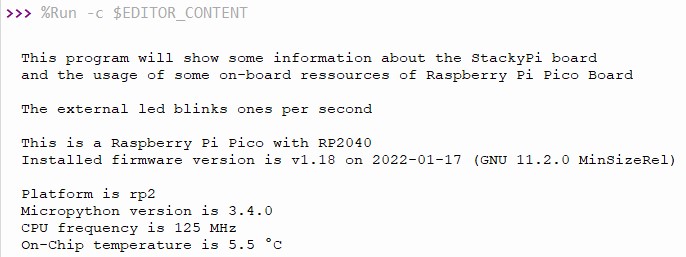 >>> %Run -c $EDITOR_CONTENT
This program will show some information about the StackyPi board
and the usage of some on-board ressources of Raspberry Pi Pico Board
The external led blinks ones per second
This is a Raspberry Pi Pico with RP2040
Installed firmware version is v1.18 on 2022-01-17 (GNU 11.2.0 MinSizeRel)
Platform is rp2
Micropython version is 3.4.0
CPU frequency is 125 MHz
On-Chip temperature is 5.5 °C